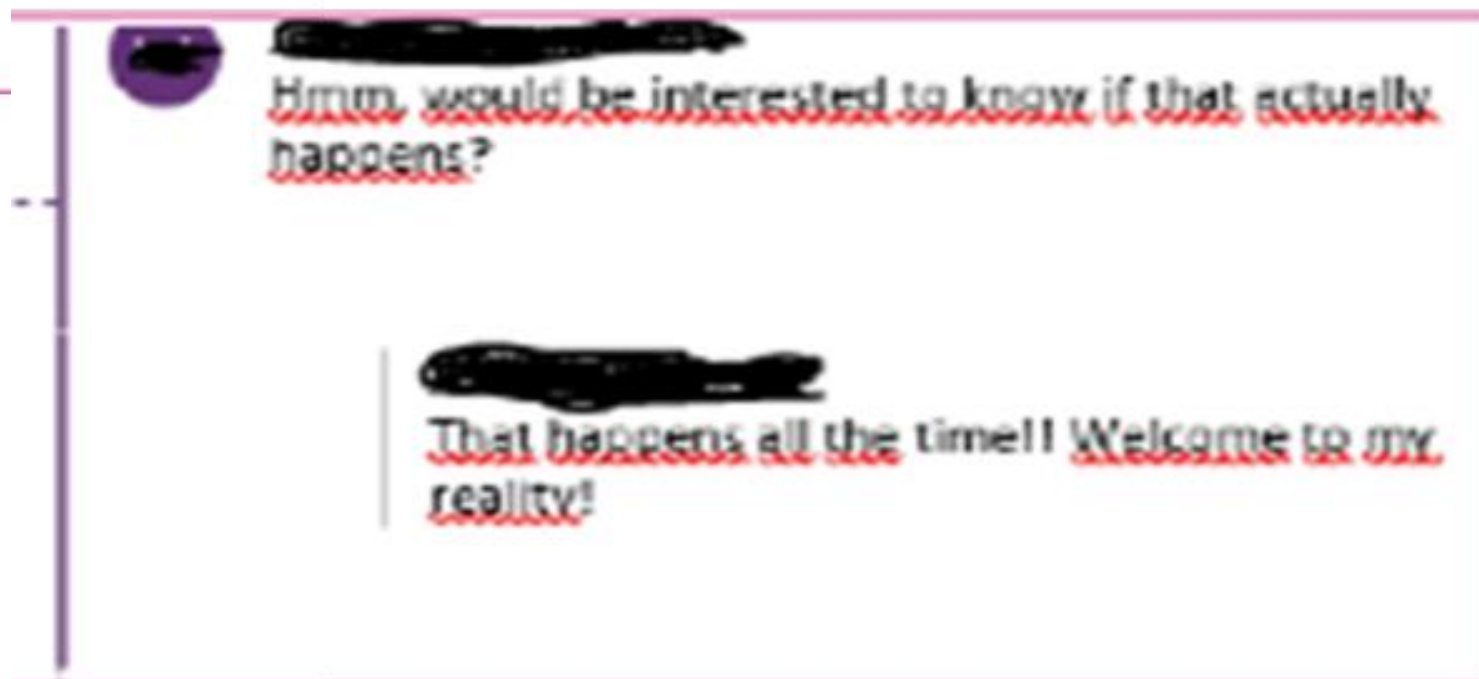 Hmm, would be interested to know if that actually
happens?
That happens all the time!! Welcome to my
reality!